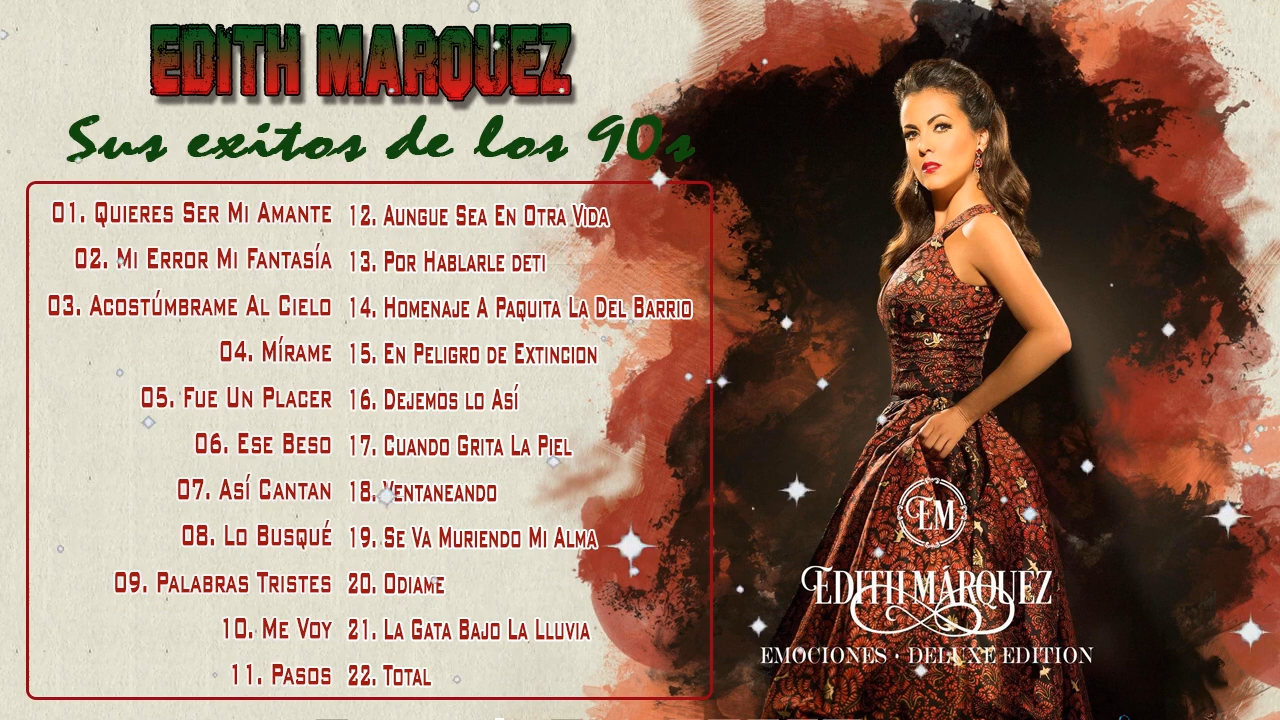 EDITH MARQUEZ
Sus exitos de los 90s
01. Quieres Ser Mi Amante
02. Mi Error Mi Fantasía
03. Acostúmbrame Al Cielo
04. Mírame
05. Fue Un Placer
06. Ese Beso
07. Así Cantan
08. Lo Busqué
09. Palabras Tristes
10. Me Voy
11. Pasos
12. Aungue Sea En Otra Vida
13. Por Hablarle deti
14. Homenaje A Paquita La Del Barrio
15. En Peligro de Extincion
16. Dejemos lo Así
17. Cuando Grita La Piel
18. Ventaneando
19. Se Va Muriendo Mi Alma
20. Odiame
21. La Gata Bajo La Lluvia
22. Total
EM
EDITH MÁRQUEZ
EMOCIONES · DELUXE EDITION